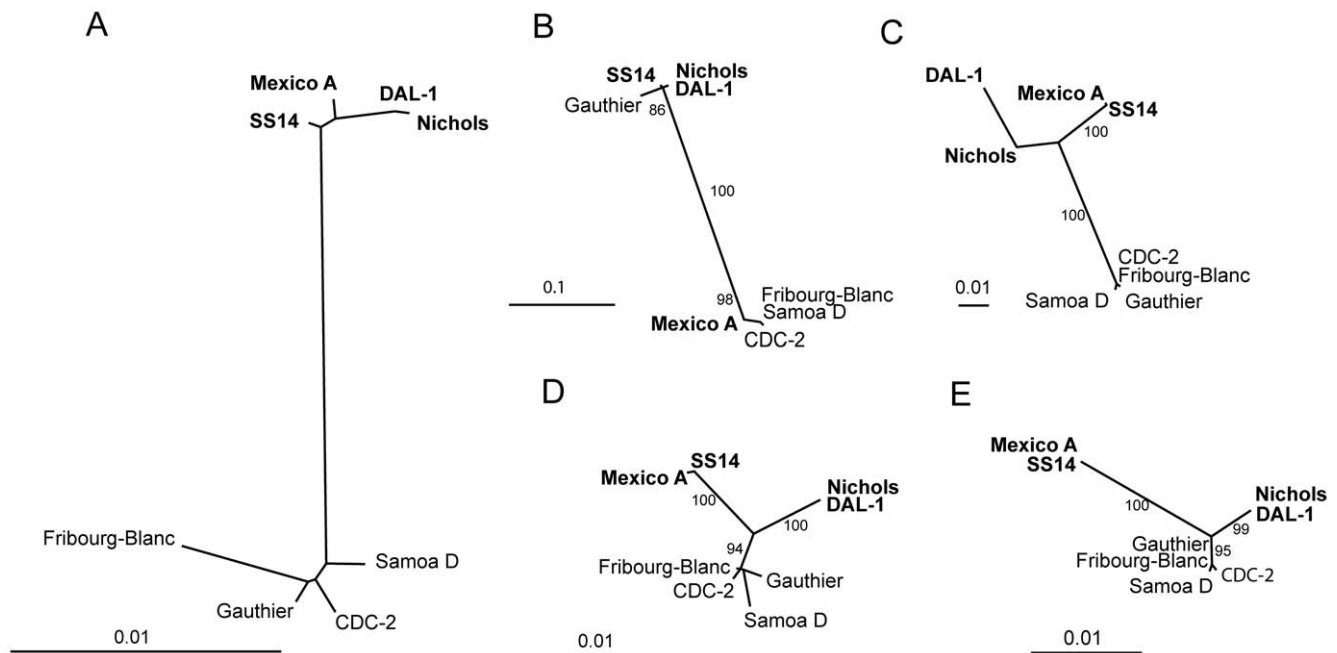 A
Mexico A
DAL-1
SS14
Nichols
Fribourg-Blanc
Samoa D
Gauthier
CDC-2
0.01
B
SS14
Nichols
DAL-1
Gauthier
86
100
0.1
98
Mexico A
Fribourg-Blanc
Samoa D
CDC-2
C
DAL-1
Mexico A
SS14
100
Nichols
100
CDC-2
Fribourg-Blanc
Samoa D
Gauthier
0.01
D
SS14
Mexico A
100
Nichols
DAL-1
100
94
Fribourg-Blanc
Gauthier
CDC-2
Samoa D
0.01
E
Mexico A
SS14
100
Nichols
DAL-1
99
Gauthier
95
Fribourg-Blanc
Samoa D
CDC-2
0.01